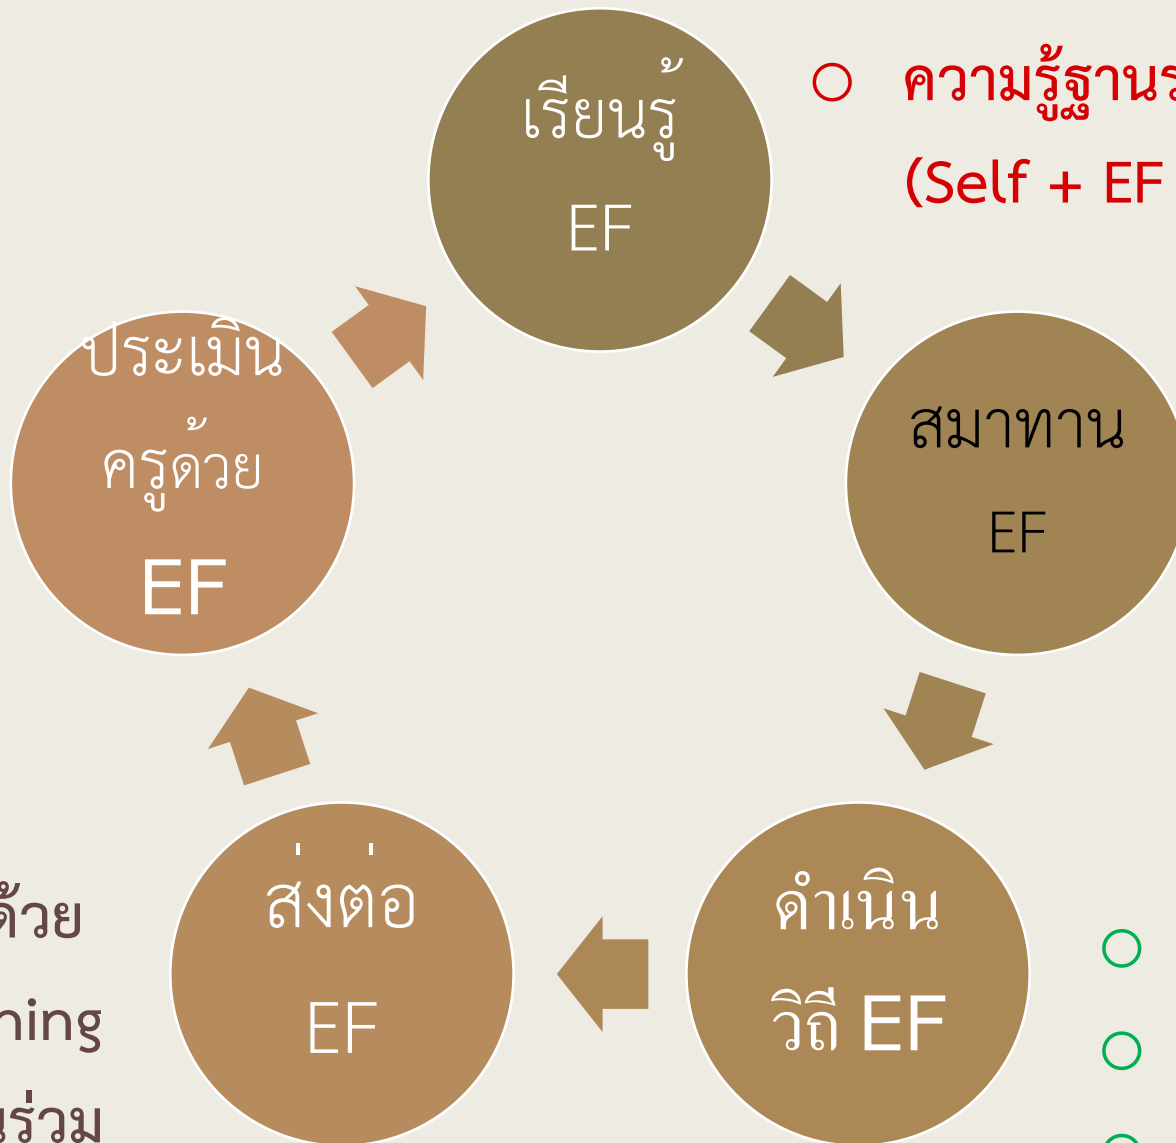 เรียนรู้
EF
ความรู้ฐานร
(Self + EF
สมาทาน
EF
ดำเนิน
วิถี EF
ส่งต่อ
EF
ด้วย
ning
ร่วม
ประเมิน
ครูด้วย
EF